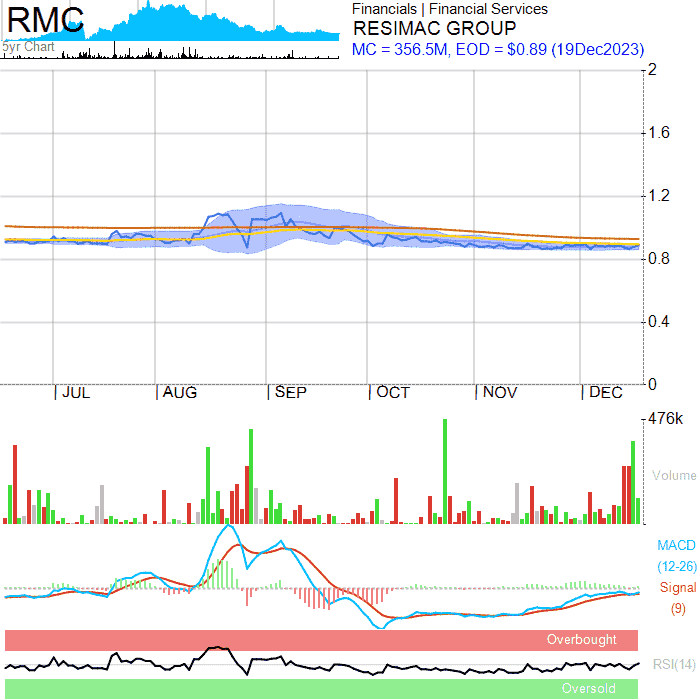 RMC
5yr Chart
Financials | Financial Services
RESIMAC GROUP
MC = 356.5M, EOD = $0.89 (19Dec2023)
2
1.6
1.2
0.8
0.4
0
JUL AUG SEP OCT NOV DEC
476k
Volume
MACD
(12-26)
Signal
(9)
Overbought
RSI(14)
Oversold